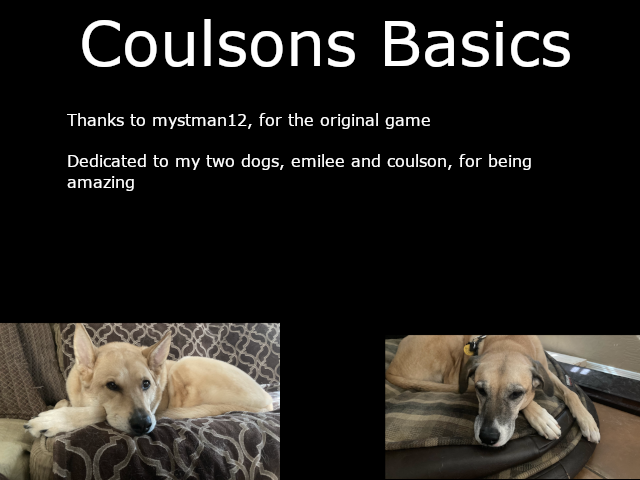 Coulsons Basics
Thanks to mystman12, for the original game
Dedicated to my two dogs, emilee and coulson, for being
amazing